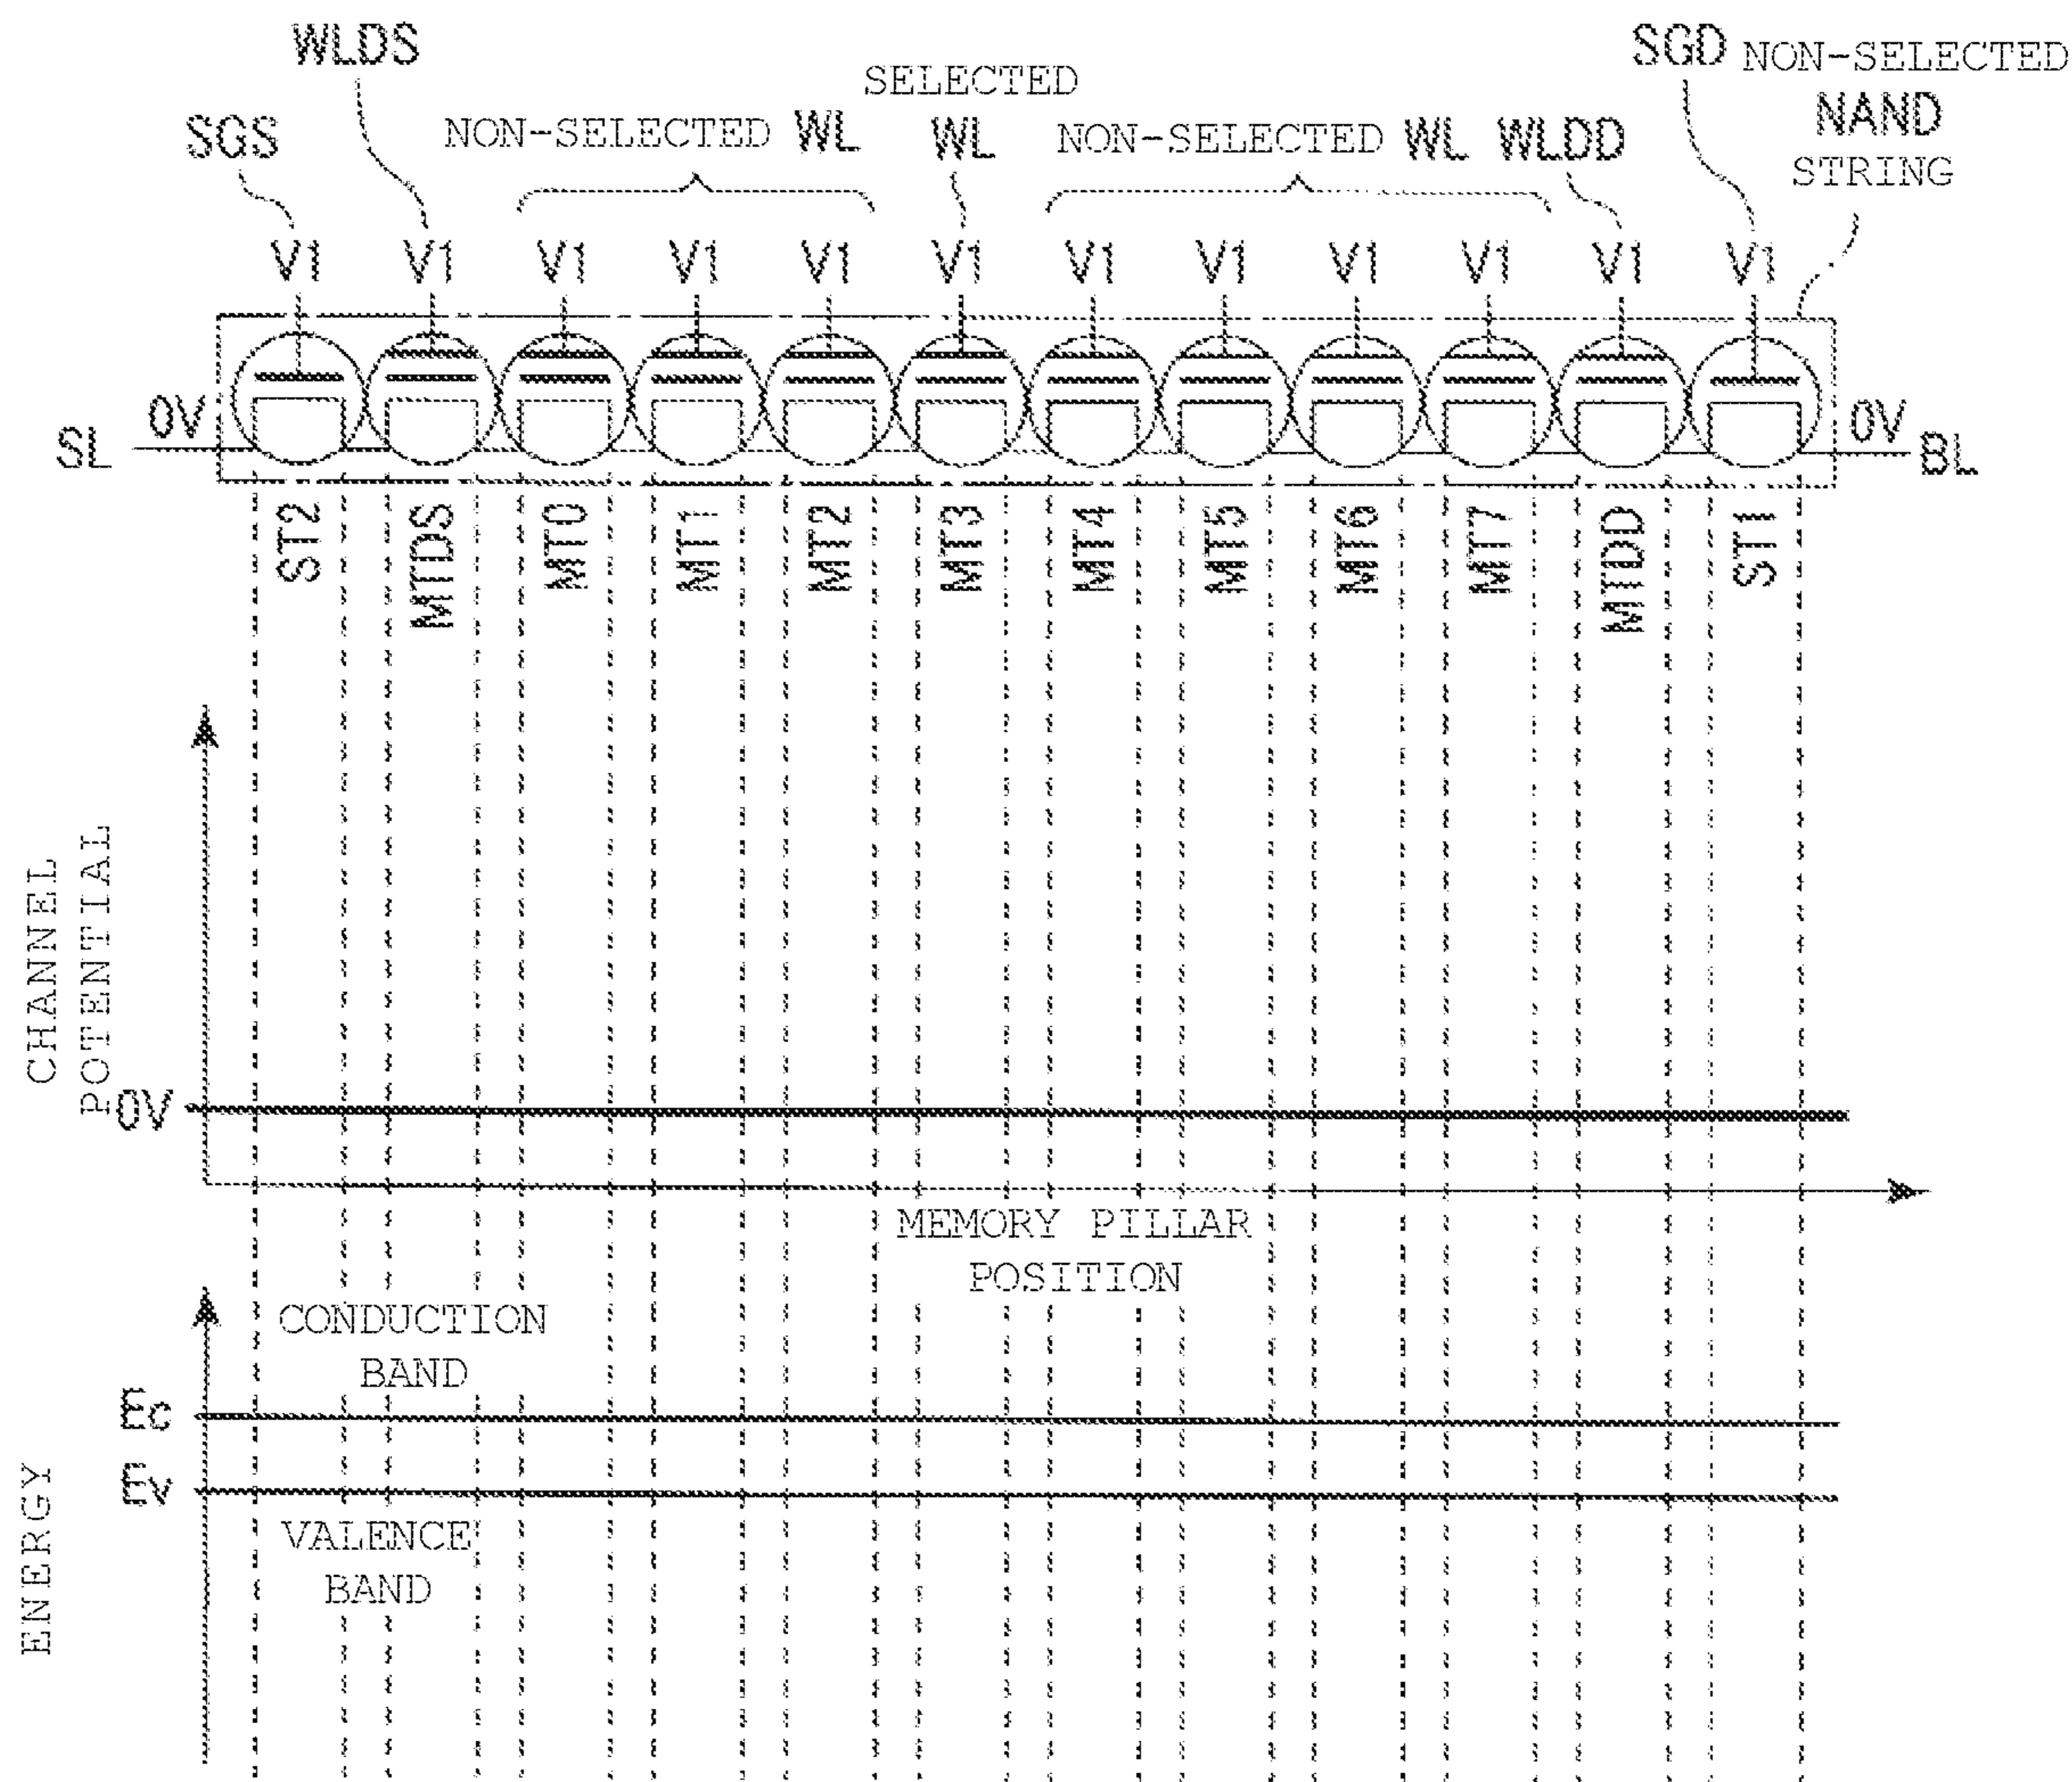 WLDS
SGD NON-SELECTED
NAND
STRING
SELECTED
SGS NON-SELECTED WL WL NON-SELECTED WL WLDD
V1 V1 V1 V1 V1 V1 V1 V1 V1 V1 V1 V1
SL 0V 0V BL
ST2 MTDS MT0 MT1 MT2 MT3 MT4 MT5 MT6 MT7 MTDD ST1
CHANNEL
POTENTIAL
0V
MEMORY PILLAR
POSITION
CONDUCTION
BAND
Ec
Ev
VALENCE
BAND
ENERGY